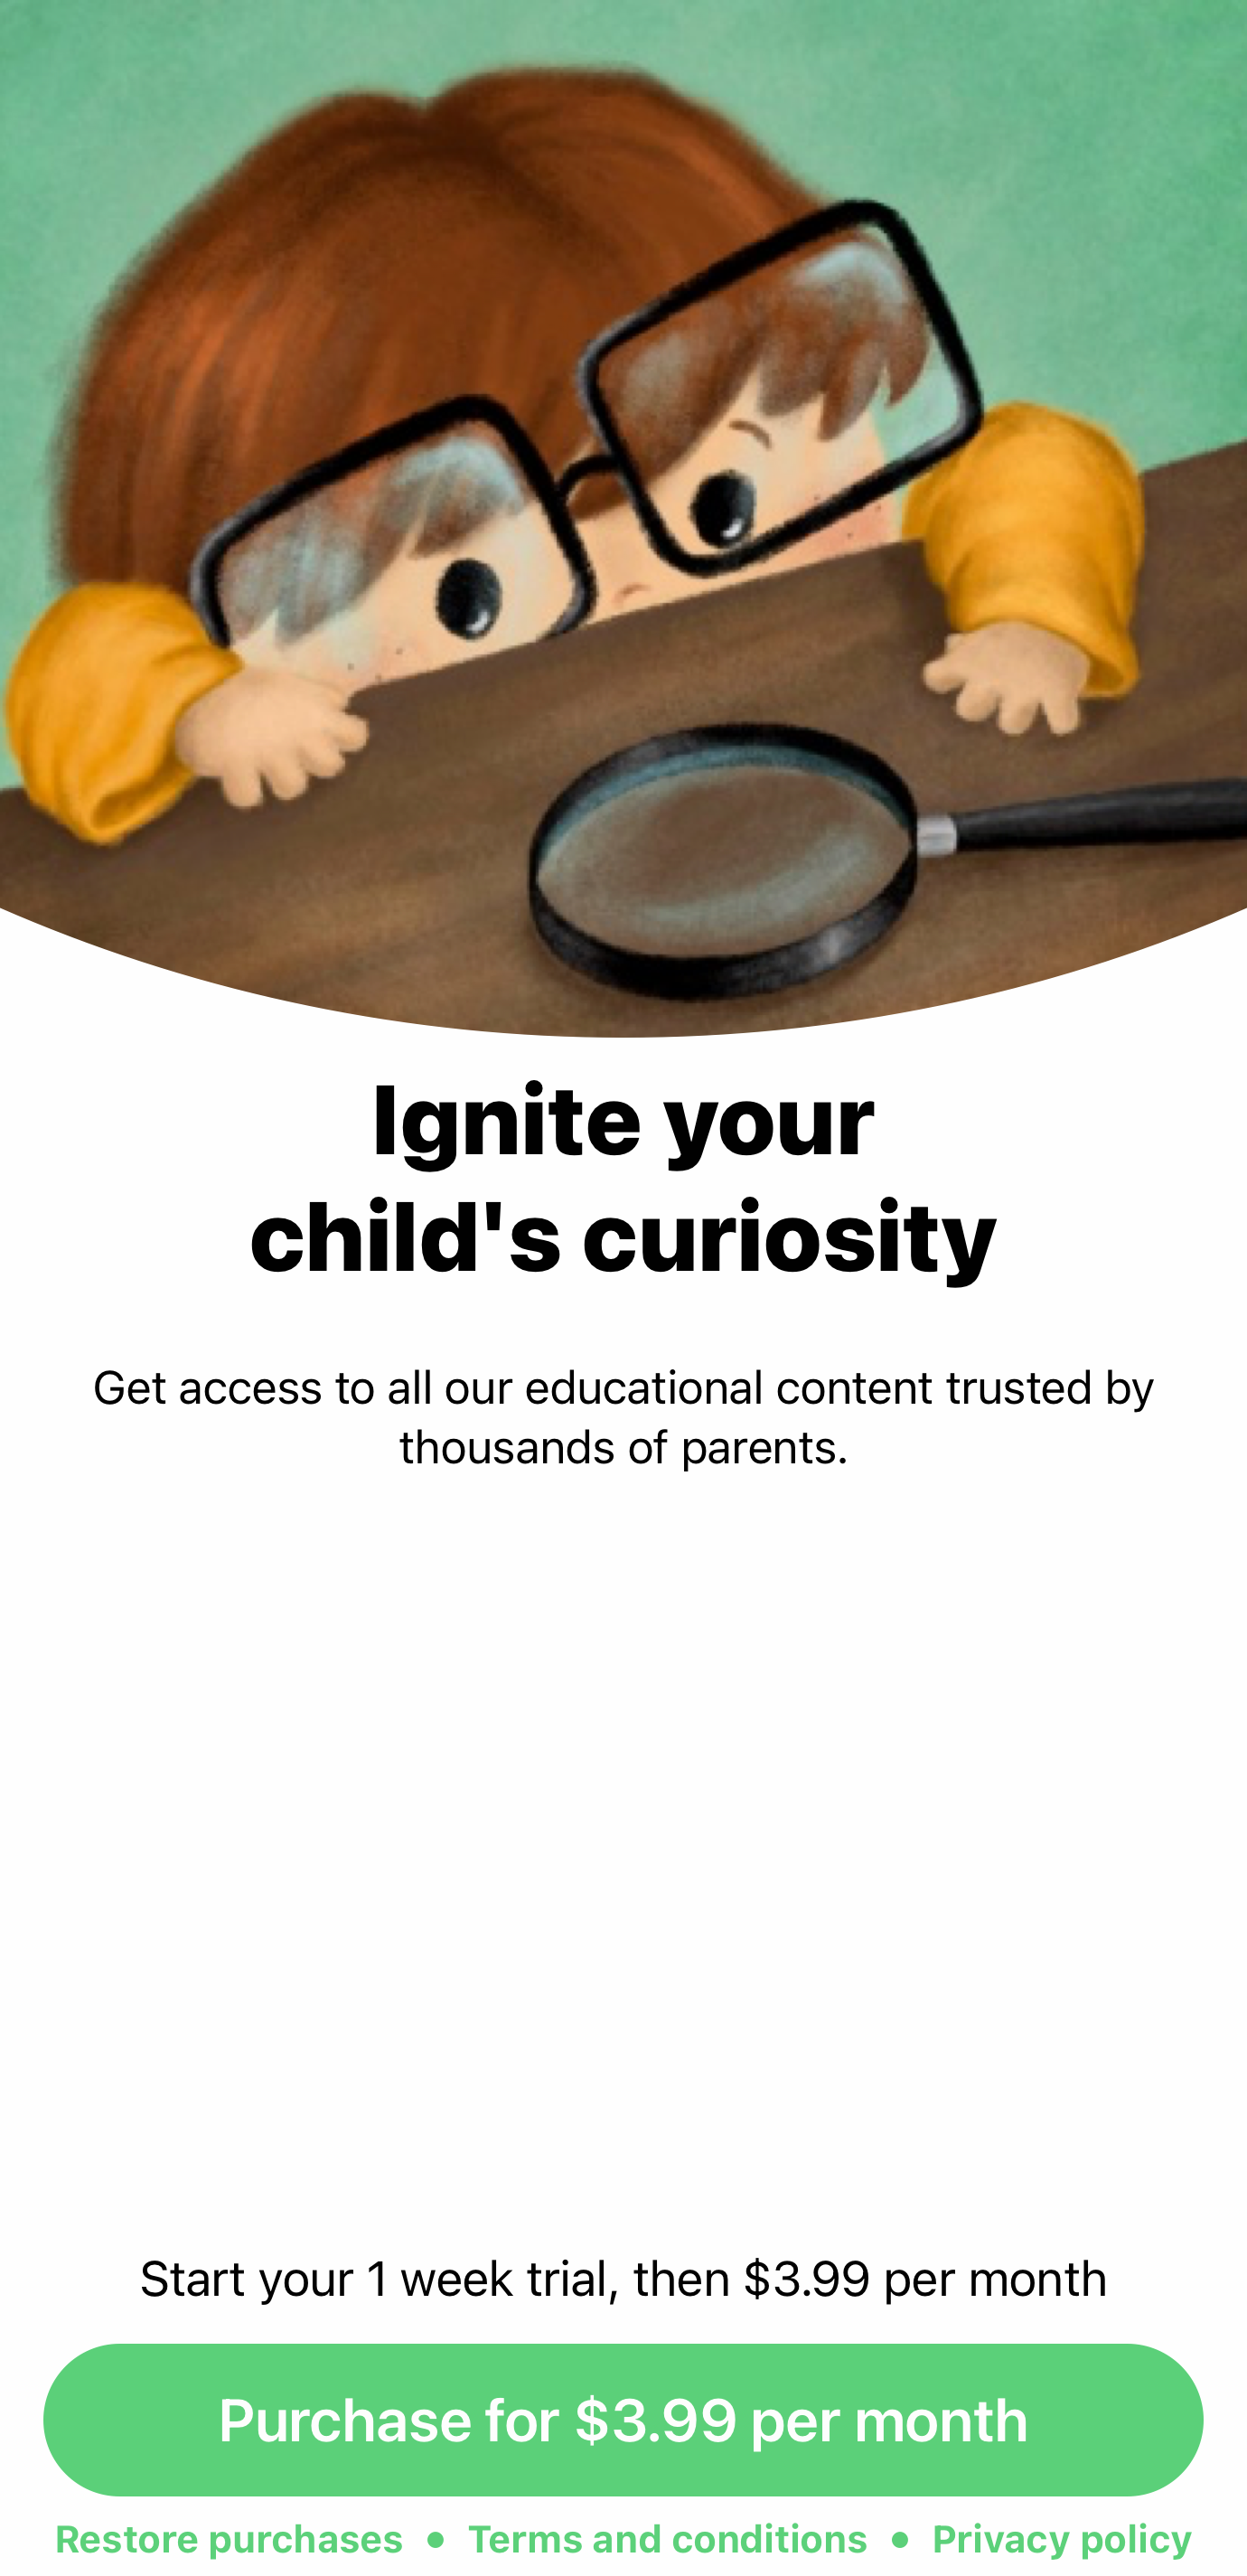 Ignite your
child's curiosity
Get access to all our educational content trusted by
thousands of parents.
Start your 1 week trial, then $3.99 per month
Purchase for $3.99 per month
Restore purchases • Terms and conditions • Privacy policy